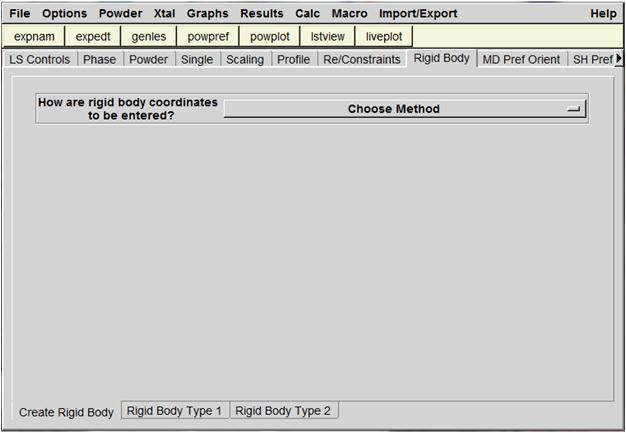 File Options Powder Xtal Graphs Results Calc Macro Import/Export Help
expnam expedt genles powpref powplot lstview liveplot
LS Controls Phase Powder Single Scaling Profile Re/Constraints Rigid Body MD Pref Orient SH Pref
How are rigid body coordinates
to be entered?
Choose Method
Create Rigid Body Rigid Body Type 1 Rigid Body Type 2